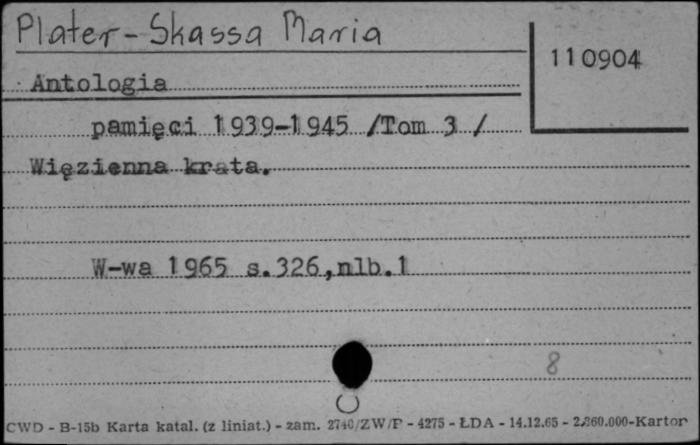 Plater-Skassa Maria
110904
Antologia
pamięci 1939-1945 /Tom 3 /
Więzienna krata.
W-wa 1965 s.326,nlb.1
8
CWD - B-15b Karta katal. (z liniat.) - zam. 2740/ZW/P - 4275 - ŁDA - 14.12.65 - 2.860.000-Karton